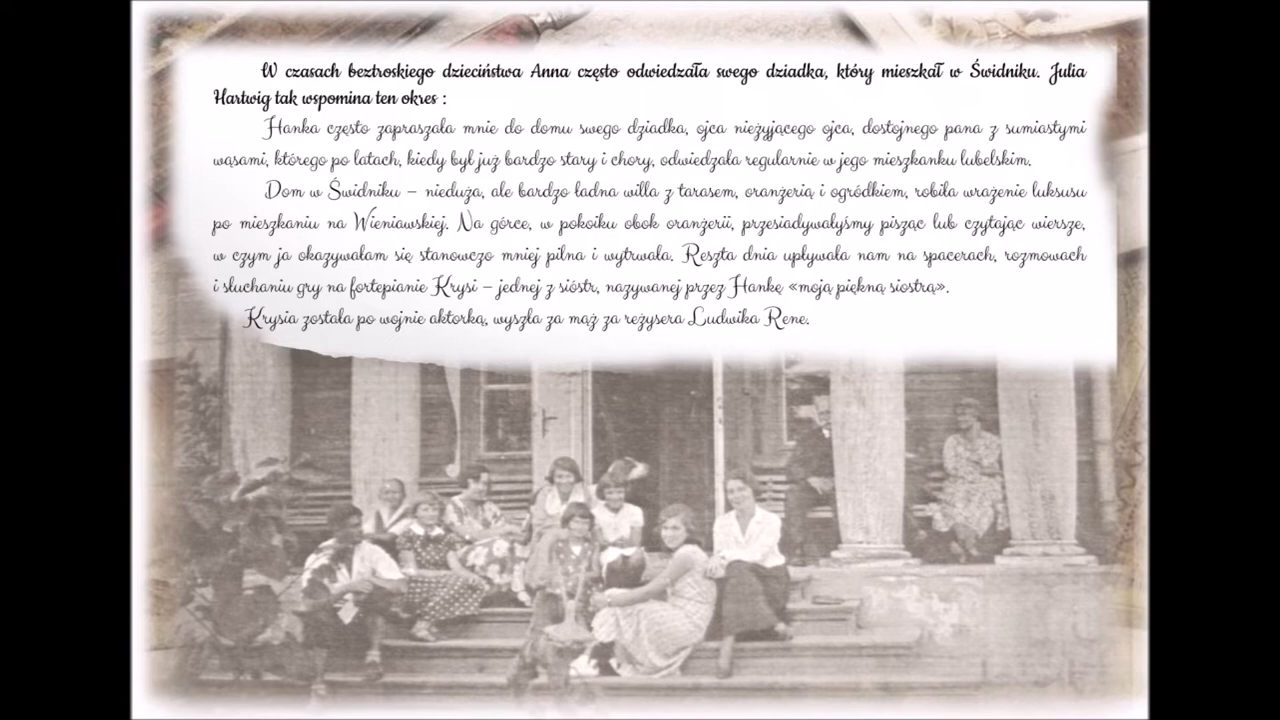 W czasach beztroskiego dzieciństwa Anna często odwiedzała swego dziadka, który mieszkał w Świdniku. Julia
Hartwig tak wspomina ten okres :
Hanka często zapraszała mnie do domu swego dziadka, ojca nieżyjącego ojca, dostojnego pana z sumiastymi
wąsami, którego po latach, kiedy był już bardzo stary i chory, odwiedzała regularnie w jego mieszkanku lubelskim.
Dom w Świdniku – nieduża, ale bardzo ładna willa z tarasem, oranżerią i ogródkiem, robiła wrażenie luksusu
po mieszkaniu na Wieniawskiej. Na górce, w pokoiku obok oranżerii, przesiadywałyśmy pisząc lub czytając wiersze,
w czym ja okazywałam się stanowczo mniej pilna i wytrwała. Reszta dnia upływała nam na spacerach, rozmowach
i słuchaniu gry na fortepianie Krysi – jednej z sióstr, nazywanej przez Hankę «moją piękną siostrą».
Krysia została po wojnie aktorką, wyszła za mąż za reżysera Ludwika Rene.